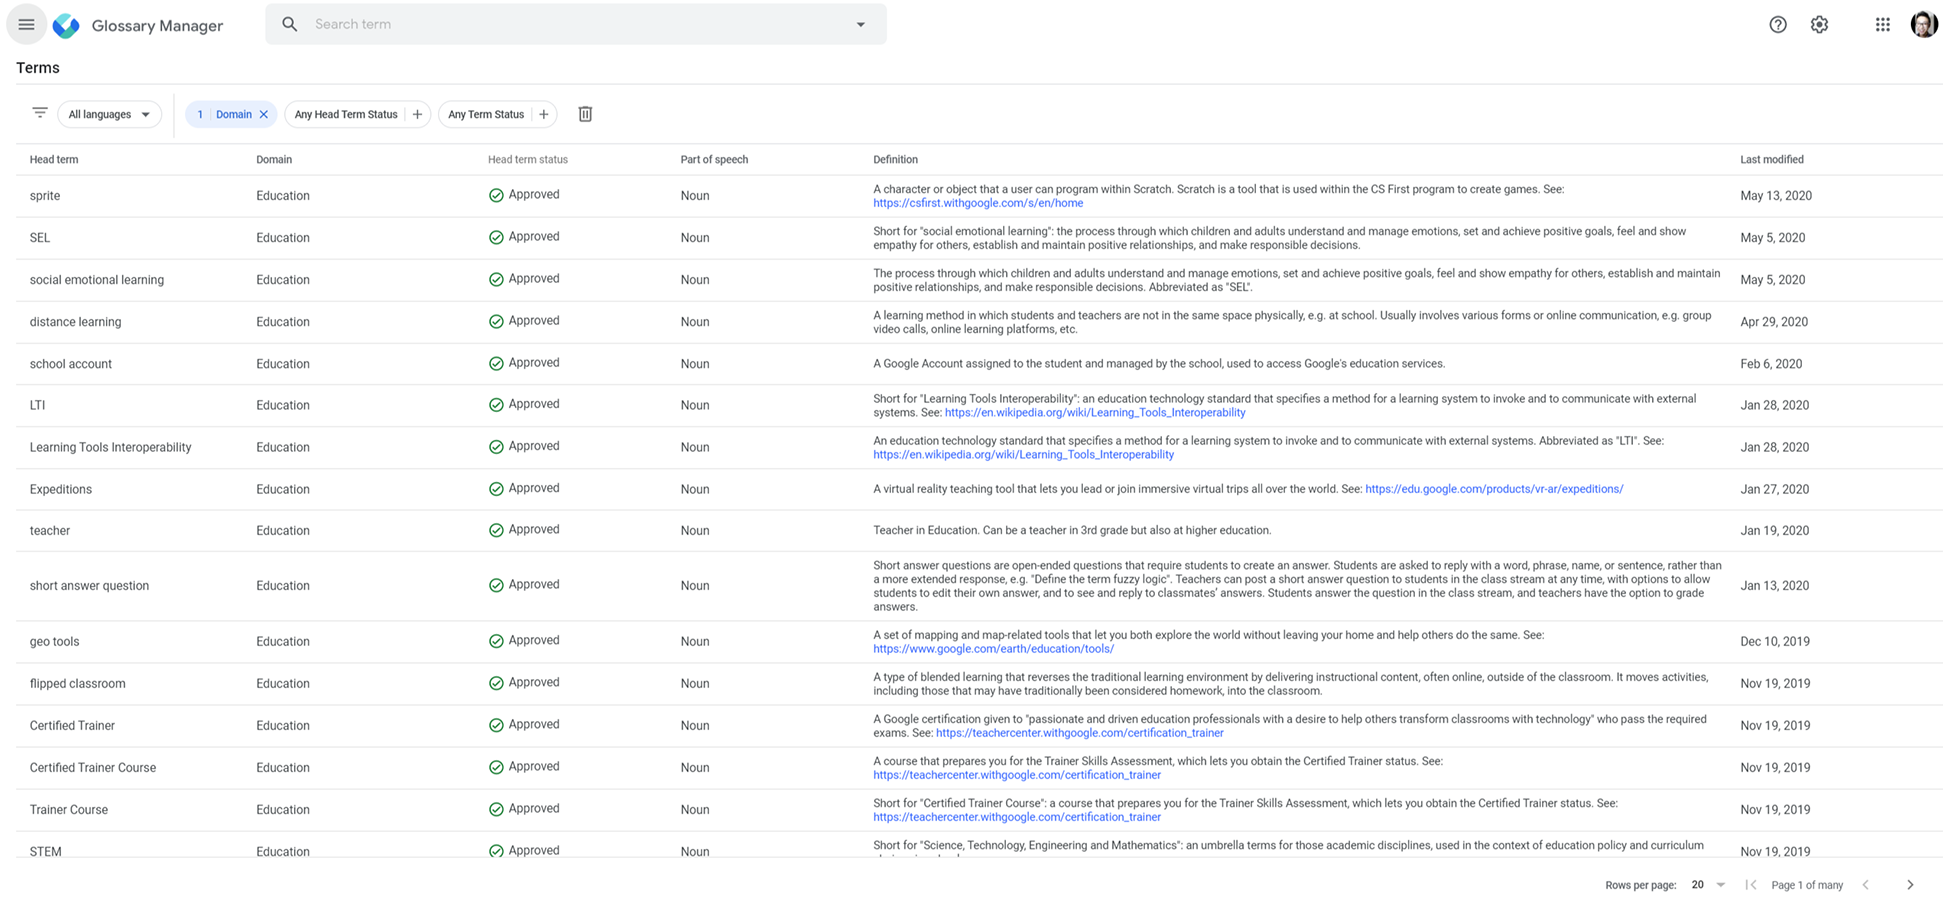 Glossary Manager
Search term
Terms
All languages
1 Domain
Any Head Term Status
Any Term Status
Head term Domain Head term status Part of speech Definition Last modified
sprite Education Approved Noun A character or object that a user can program within Scratch. Scratch is a tool that is used within the CS First program to create games. See: May 13, 2020
https://csfirst.withgoogle.com/s/en/home
SEL Education Approved Noun Short for "social emotional learning": the process through which children and adults understand and manage emotions, set and achieve positive goals, feel and show May 5, 2020
empathy for others, establish and maintain positive relationships, and make responsible decisions.
social emotional learning Education Approved Noun The process through which children and adults understand and manage emotions, set and achieve positive goals, feel and show empathy for others, establish and maintain May 5, 2020
positive relationships, and make responsible decisions. Abbreviated as "SEL".
distance learning Education Approved Noun A learning method in which students and teachers are not in the same space physically, e.g. at school. Usually involves various forms or online communication, e.g. group Apr 29, 2020
video calls, online learning platforms, etc.
school account Education Approved Noun A Google Account assigned to the student and managed by the school, used to access Google's education services. Feb 6, 2020
LTI Education Approved Noun Short for "Learning Tools Interoperability": an education technology standard that specifies a method for a learning system to invoke and to communicate with external Jan 28, 2020
systems. See: https://en.wikipedia.org/wiki/Learning_Tools_Interoperability
Learning Tools Interoperability Education Approved Noun An education technology standard that specifies a method for a learning system to invoke and to communicate with external systems. Abbreviated as "LTI". See: Jan 28, 2020
https://en.wikipedia.org/wiki/Learning_Tools_Interoperability
Expeditions Education Approved Noun A virtual reality teaching tool that lets you lead or join immersive virtual trips all over the world. See: https://edu.google.com/products/vr-ar/expeditions/ Jan 27, 2020
teacher Education Approved Noun Teacher in Education. Can be a teacher in 3rd grade but also at higher education. Jan 19, 2020
short answer question Education Approved Noun Short answer questions are open-ended questions that require students to create an answer. Students are asked to reply with a word, phrase, name, or sentence, rather than Jan 13, 2020
a more extended response, e.g. "Define the term fuzzy logic". Teachers can post a short answer question to students in the class stream at any time, with options to allow
students to edit their own answer, and to see and reply to classmates' answers. Students answer the question in the class stream, and teachers have the option to grade
answers.
geo tools Education Approved Noun A set of mapping and map-related tools that let you both explore the world without leaving your home and help others do the same. See: Dec 10, 2019
https://www.google.com/earth/education/tools/
flipped classroom Education Approved Noun A type of blended learning that reverses the traditional learning environment by delivering instructional content, often online, outside of the classroom. It moves activities, Nov 19, 2019
including those that may have traditionally been considered homework, into the classroom.
Certified Trainer Education Approved Noun A Google certification given to "passionate and driven education professionals with a desire to help others transform classrooms with technology" who pass the required Nov 19, 2019
exams. See: https://teachercenter.withgoogle.com/certification_trainer
Certified Trainer Course Education Approved Noun A course that prepares you for the Trainer Skills Assessment, which lets you obtain the Certified Trainer status. See: Nov 19, 2019
https://teachercenter.withgoogle.com/certification_trainer
Trainer Course Education Approved Noun Short for "Certified Trainer Course": a course that prepares you for the Trainer Skills Assessment, which lets you obtain the Certified Trainer status. See: Nov 19, 2019
https://teachercenter.withgoogle.com/certification_trainer
STEM Education Approved Noun Short for "Science, Technology, Engineering and Mathematics": an umbrella terms for those academic disciplines, used in the context of education policy and curriculum Nov 19, 2019
Rows per page: 20 Page 1 of many